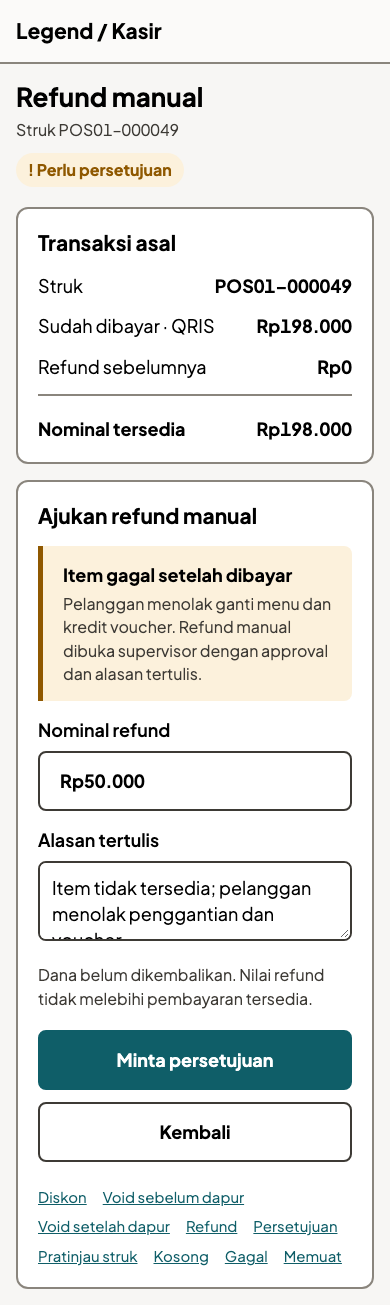 Legend / Kasir
Refund manual
Struk POS01-000049
! Perlu persetujuan
Transaksi asal
Struk POS01-000049
Sudah dibayar · QRIS Rp198.000
Refund sebelumnya Rp0
Nominal tersedia Rp198.000
Ajukan refund manual
Item gagal setelah dibayar
Pelanggan menolak ganti menu dan
kredit voucher. Refund manual
dibuka supervisor dengan approval
dan alasan tertulis.
Nominal refund
Rp50.000
Alasan tertulis
Item tidak tersedia; pelanggan
menolak penggantian dan
voucher
Dana belum dikembalikan. Nilai refund
tidak melebihi pembayaran tersedia.
Minta persetujuan
Kembali
Diskon Void sebelum dapur
Void setelah dapur Refund Persetujuan
Pratinjau struk Kosong Gagal Memuat